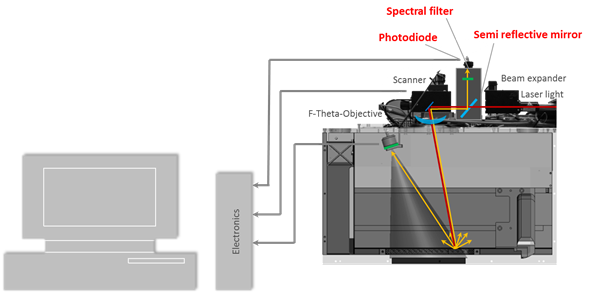 Spectral filter
Photodiode
Semi reflective mirror
Scanner
Beam expander
Laser light
F-Theta-Objective
Electronics